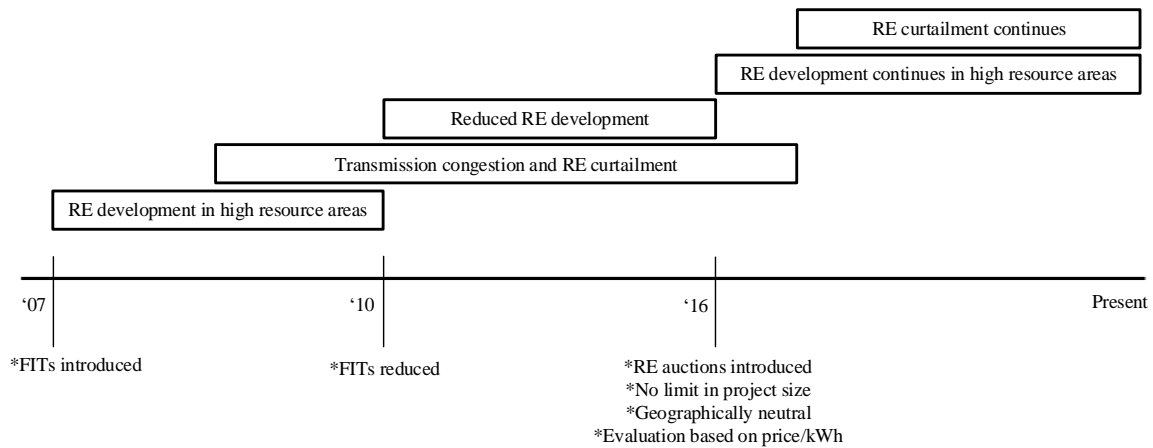 RE curtailment continues
RE development continues in high resource areas
Reduced RE development
Transmission congestion and RE curtailment
RE development in high resource areas
‘07
‘10
‘16
Present
*FITs introduced
*FITs reduced
*RE auctions introduced
*No limit in project size
*Geographically neutral
*Evaluation based on price/kWh